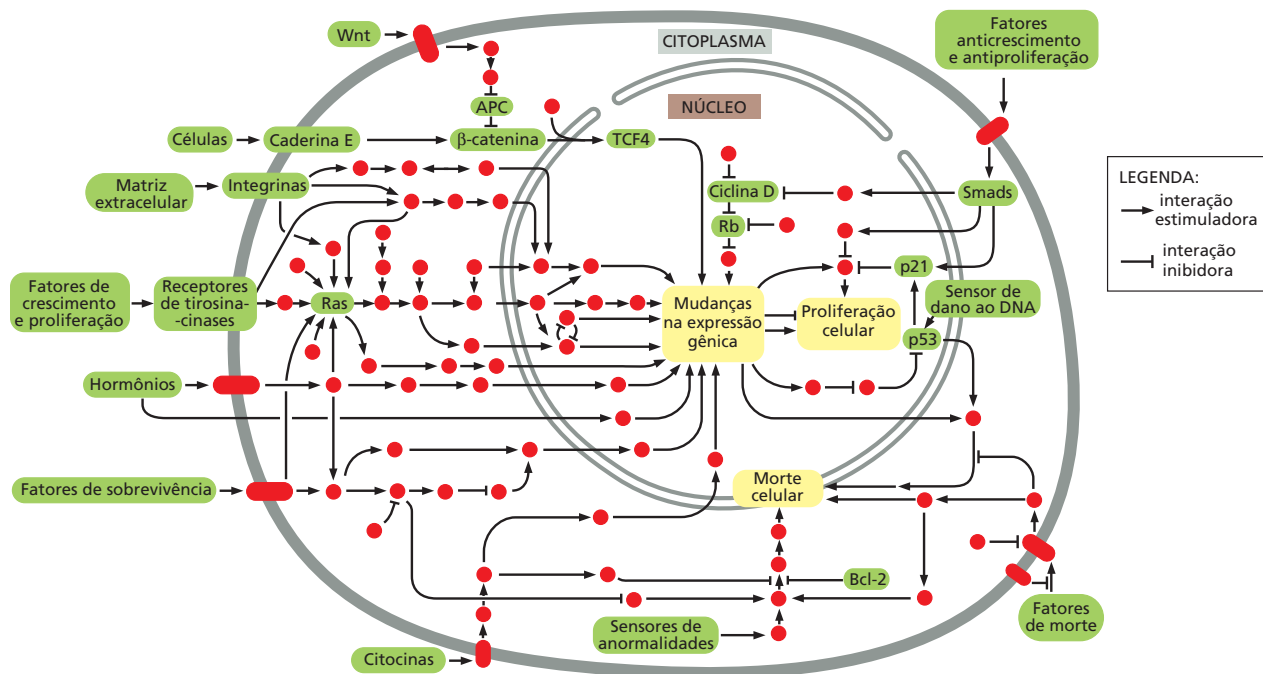 Wnt
CITOPLASMA
Fatores
anticrescimento
e antiproliferação
NÚCLEO
APC
Células
Caderina E
β-catenina
TCF4
Matriz
extracelular
Integrinas
Ciclina D
Smads
Rb
LEGENDA:
interação
estimuladora
interação
inibidora
Fatores de
crescimento
e proliferação
Receptores
de tirosina-
-cinases
Ras
Mudanças
na expressão
gênica
Proliferação
celular
p21
Sensor de
dano ao DNA
p53
Hormônios
Fatores de sobrevivência
Morte
celular
Bcl-2
Sensores de
anormalidades
Fatores
de morte
Citocinas